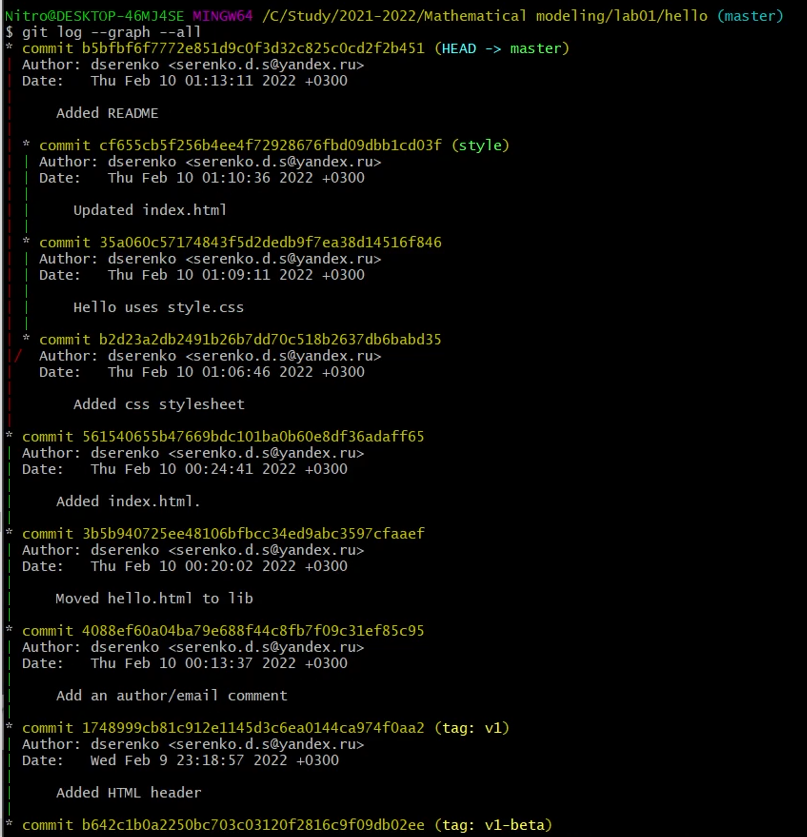 Nitro@DESKTOP-46MJ4SE MINGW64 /C/Study/2021-2022/Mathematical modeling/lab01/hello (master)
$ git log --graph --all
* commit b5bfbf6f7772e851d9c0f3d32c825c0cd2f2b451 (HEAD -> master)
| Author: dserenko <serenko.d.s@yandex.ru>
| Date:   Thu Feb 10 01:13:11 2022 +0300
|
|     Added README
|
| * commit cf655cb5f256b4ee4f72928676fbd09dbb1cd03f (style)
| | Author: dserenko <serenko.d.s@yandex.ru>
| | Date:   Thu Feb 10 01:10:36 2022 +0300
| |
| |     Updated index.html
| |
| * commit 35a060c57174843f5d2dedb9f7ea38d14516f846
| | Author: dserenko <serenko.d.s@yandex.ru>
| | Date:   Thu Feb 10 01:09:11 2022 +0300
| |
| |     Hello uses style.css
| |
| * commit b2d23a2db2491b26b7dd70c518b2637db6babd35
|/  Author: dserenko <serenko.d.s@yandex.ru>
|   Date:   Thu Feb 10 01:06:46 2022 +0300
|
|       Added css stylesheet
|
* commit 561540655b47669bdc101ba0b60e8df36adaff65
| Author: dserenko <serenko.d.s@yandex.ru>
| Date:   Thu Feb 10 00:24:41 2022 +0300
|
|     Added index.html.
|
* commit 3b5b940725ee48106bfbcc34ed9abc3597cfaaef
| Author: dserenko <serenko.d.s@yandex.ru>
| Date:   Thu Feb 10 00:20:02 2022 +0300
|
|     Moved hello.html to lib
|
* commit 4088ef60a04ba79e688f44c8fb7f09c31ef85c95
| Author: dserenko <serenko.d.s@yandex.ru>
| Date:   Thu Feb 10 00:13:37 2022 +0300
|
|     Add an author/email comment
|
* commit 1748999cb81c912e1145d3c6ea0144ca974f0aa2 (tag: v1)
| Author: dserenko <serenko.d.s@yandex.ru>
| Date:   Wed Feb 9 23:18:57 2022 +0300
|
|     Added HTML header
|
* commit b642c1b0a2250bc703c03120f2816c9f09db02ee (tag: v1-beta)